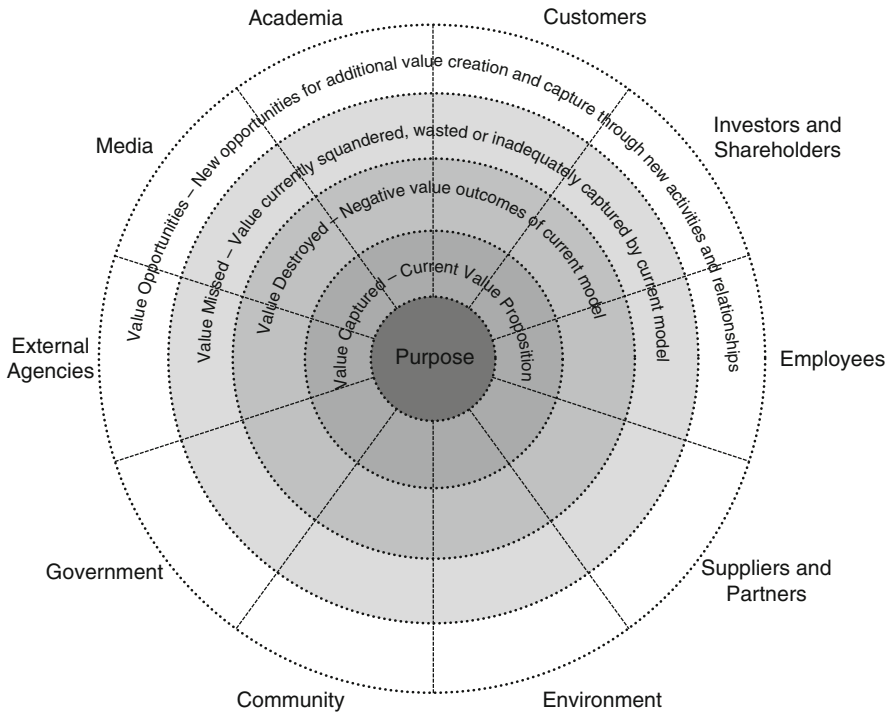 Academia
Customers
Media
Investors and
Shareholders
External
Agencies
Employees
Government
Suppliers and
Partners
Community
Environment
Value Opportunities – New opportunities for additional value creation and capture through new activities and relationships
Value Missed – Value currently squandered, wasted or inadequately captured by current model
Value Destroyed – Negative value outcomes of current model
Value Captured – Current Value Proposition
Purpose